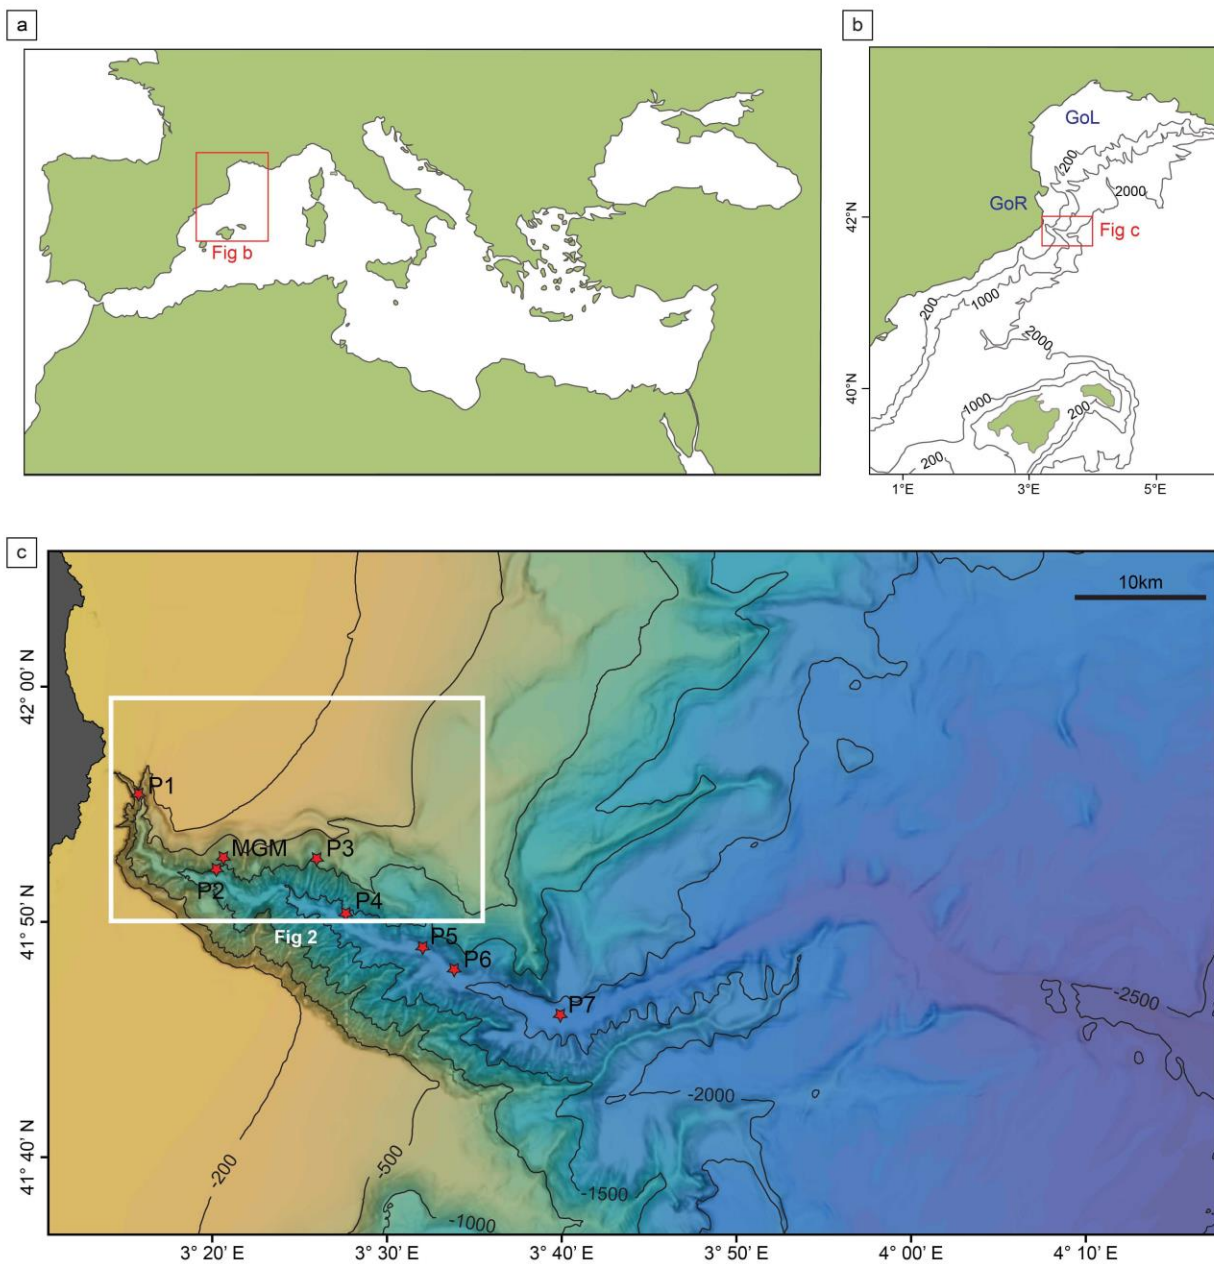 a
Fig b
b
GoL
200
2000
GoR
42°N
Fig c
200
1000
2000
40°N
1000
200
200
1°E
3°E
5°E
c
10km
42° 00' N
P1
MGM
P3
P2
P4
41° 50' N
Fig 2
P5
P6
P7
-2500
-2000
41° 40' N
-200
-500
-1500
-1000
3° 20' E
3° 30' E
3° 40' E
3° 50' E
4° 00' E
4° 10' E